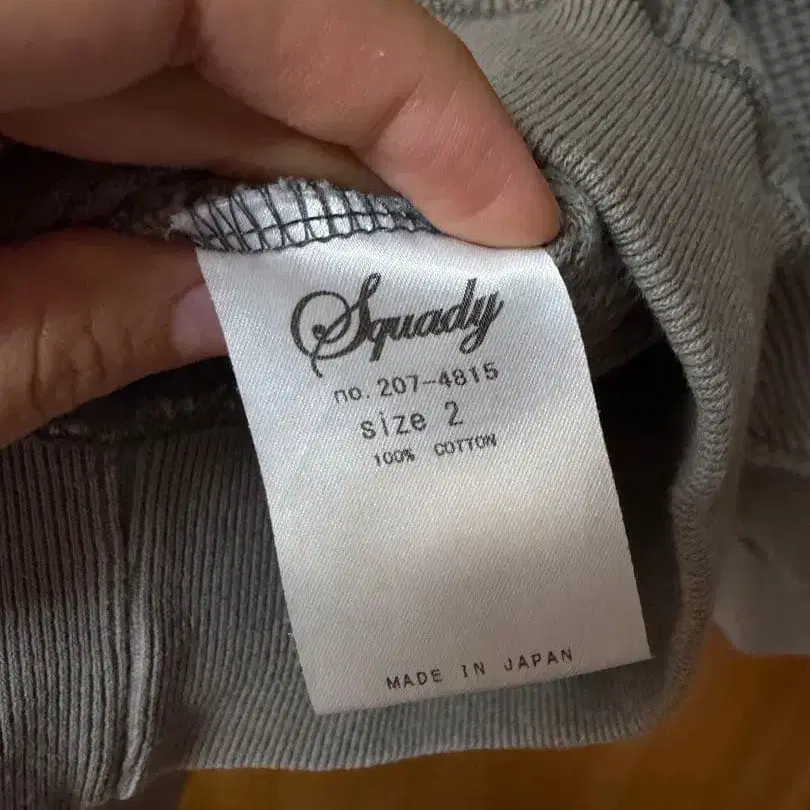 Squady
no. 207-4815
size 2
100% COTTON
MADE IN JAPAN